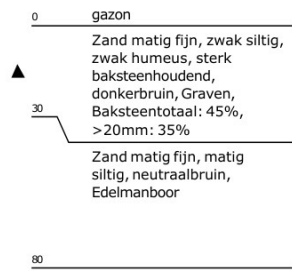 0 gazon
Zand matig fijn, zwak siltig,
zwak humeus, sterk
baksteenhoudend,
donkerbruin, Graven,
Baksteentotaal: 45%,
30
>20mm: 35%
Zand matig fijn, matig
siltig, neutraalbruin,
Edelmanboor
80